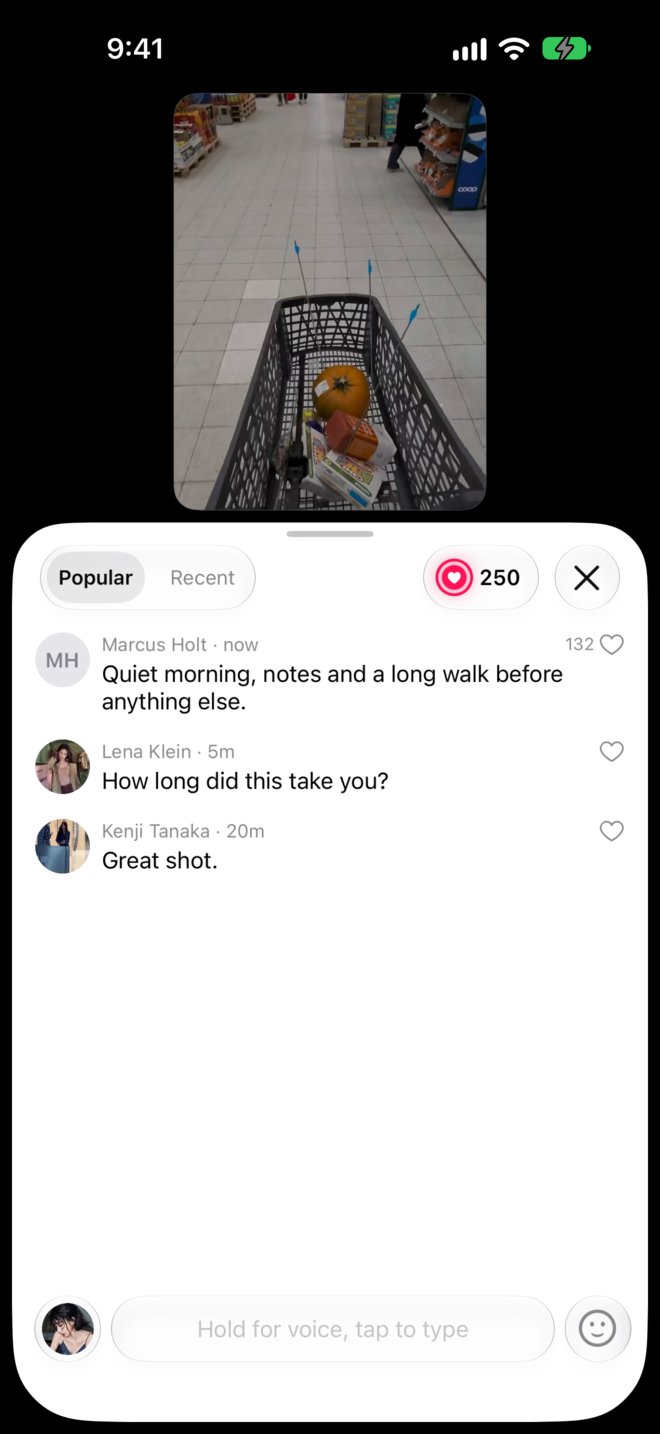 9:41
coop
Popular Recent 250
MH
Marcus Holt · now 132
Quiet morning, notes and a long walk before
anything else.
Lena Klein · 5m
How long did this take you?
Kenji Tanaka · 20m
Great shot.
Hold for voice, tap to type